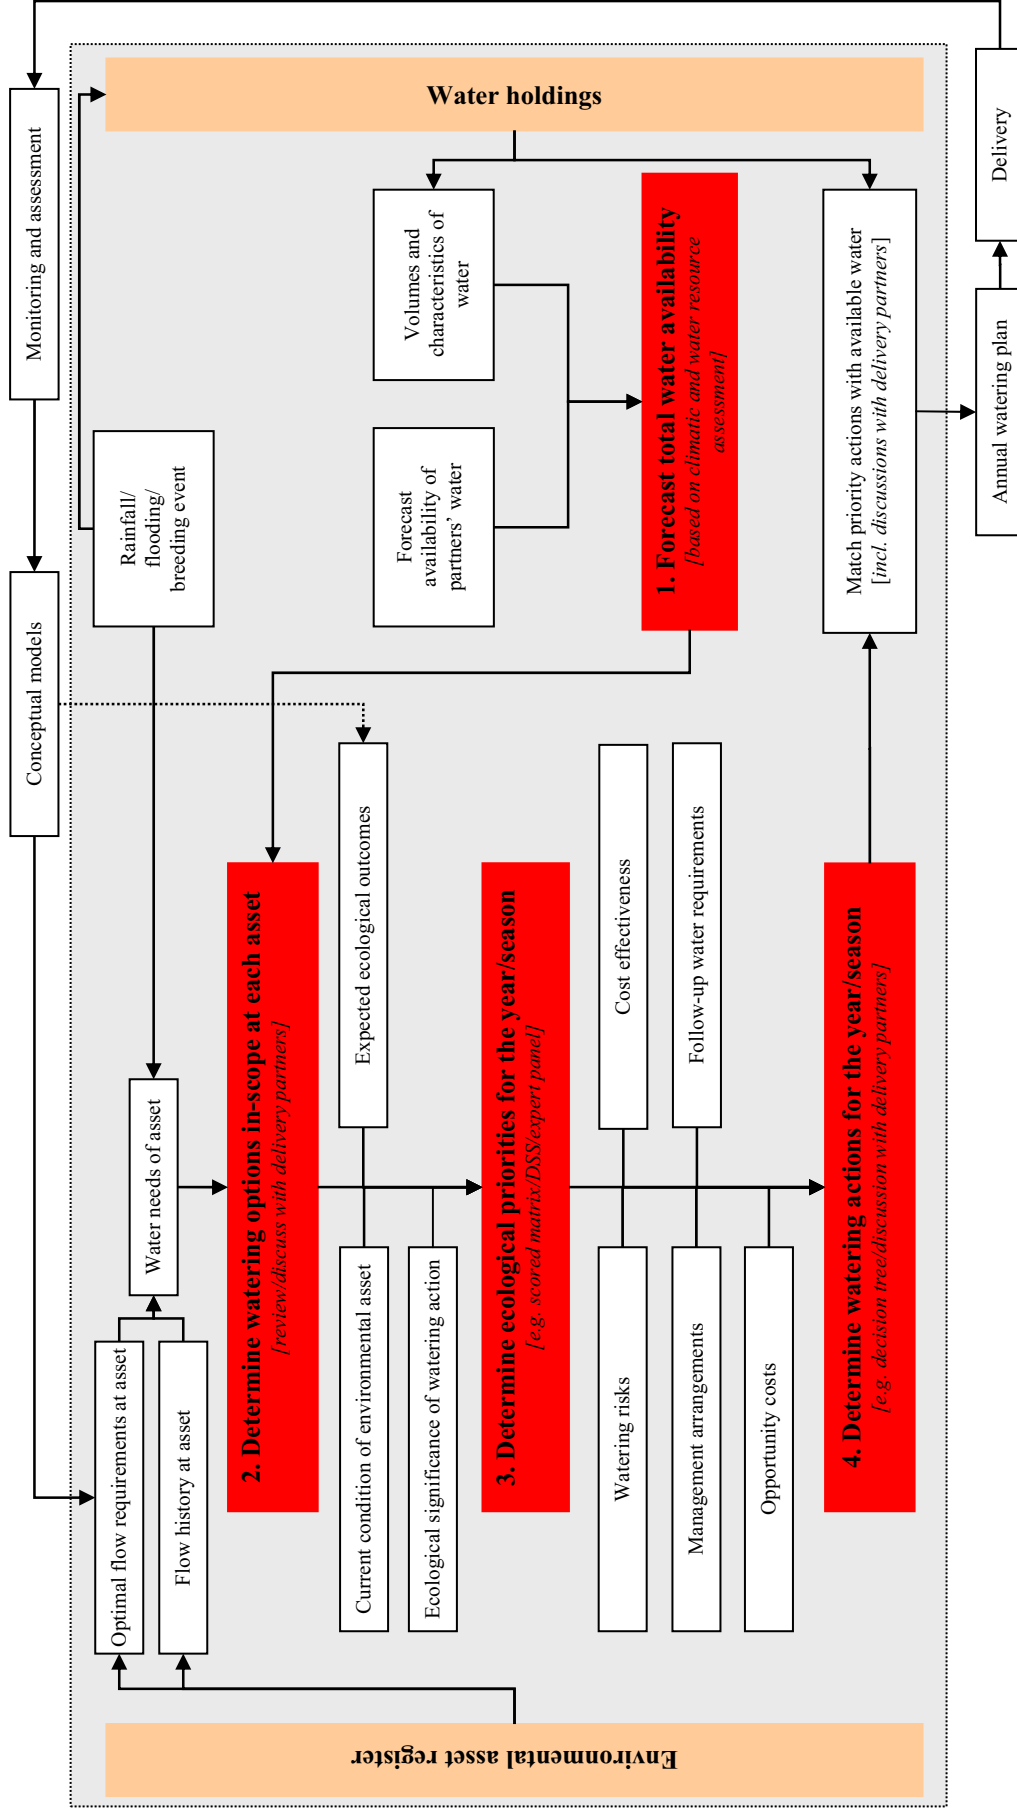 Monitoring and assessment
Conceptual models
Water holdings
Rainfall/
flooding/
breeding event
Optimal flow requirements at asset
Flow history at asset
Water needs of asset
Environmental asset register
2. Determine watering options in-scope at each asset
[review/discuss with delivery partners]
Forecast
availability of
partners’ water
Volumes and
characteristics of
water
Current condition of environmental asset
Expected ecological outcomes
Ecological significance of watering action
3. Determine ecological priorities for the year/season
[e.g. scored matrix/DSS/expert panel]
1. Forecast total water availability
[based on climatic and water resource
assessment]
Watering risks
Cost effectiveness
Management arrangements
Follow-up water requirements
Opportunity costs
4. Determine watering actions for the year/season
[e.g. decision tree/discussion with delivery partners]
Match priority actions with available water
[incl. discussions with delivery partners]
Annual watering plan
Delivery